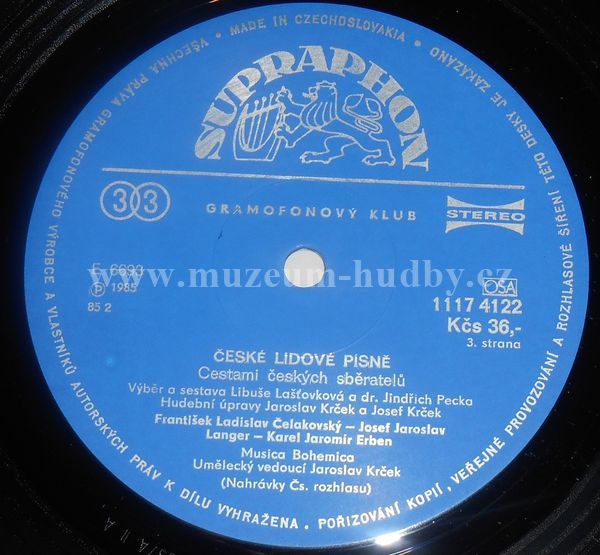 VŠECHNA PRÁVA GRAMOFONOVÉHO VÝROBCE A VLASTNÍKŮ AUTORSKÝCH PRÁV K DÍLU VYHRAŽENA. • POŘIZOVÁNÍ KOPIÍ, VEŘEJNÉ PROVOZOVÁNÍ A ROZHLASOVÉ ŠÍŘENÍ TÉTO DESKY JE ZAKÁZÁNO • MADE IN CZECHOSLOVAKIA •
SUPRAPHON
33
GRAMOFONOVÝ KLUB
STEREO
F 6693
www.muzeum-hudby.cz
Ⓟ 1985
OSA
85 2
1117 4122
Kčs 36,-
3. strana
ČESKÉ LIDOVÉ PÍSNĚ
Cestami českých sběratelů
Výběr a sestava Libuše Lašťovková a dr. Jindřich Pecka
Hudební úpravy Jaroslav Krček a Josef Krček
František Ladislav Čelakovský – Josef Jaroslav
Langer – Karel Jaromír Erben
Musica Bohemica
Umělecký vedoucí Jaroslav Krček
(Nahrávky Čs. rozhlasu)